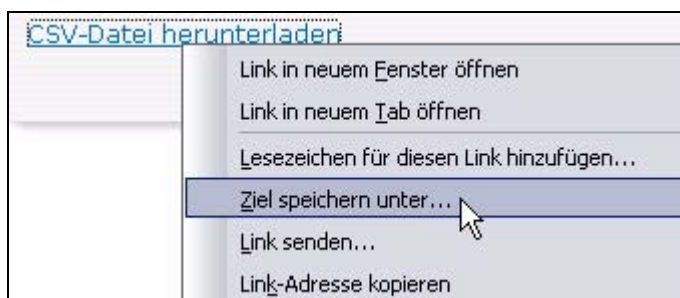 CSV-Datei herunterladen
Link in neuem Fenster öffnen
Link in neuem Tab öffnen
Lesezeichen für diesen Link hinzufügen...
Ziel speichern unter...
Link senden...
Link-Adresse kopieren